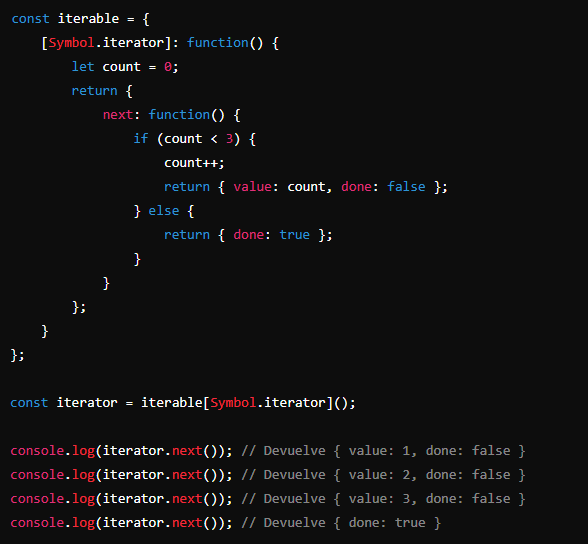 const iterable = {
    [Symbol.iterator]: function() {
        let count = 0;
        return {
            next: function() {
                if (count < 3) {
                    count++;
                    return { value: count, done: false };
                } else {
                    return { done: true };
                }
            }
        };
    }
};

const iterator = iterable[Symbol.iterator]();

console.log(iterator.next()); // Devuelve { value: 1, done: false }
console.log(iterator.next()); // Devuelve { value: 2, done: false }
console.log(iterator.next()); // Devuelve { value: 3, done: false }
console.log(iterator.next()); // Devuelve { done: true }